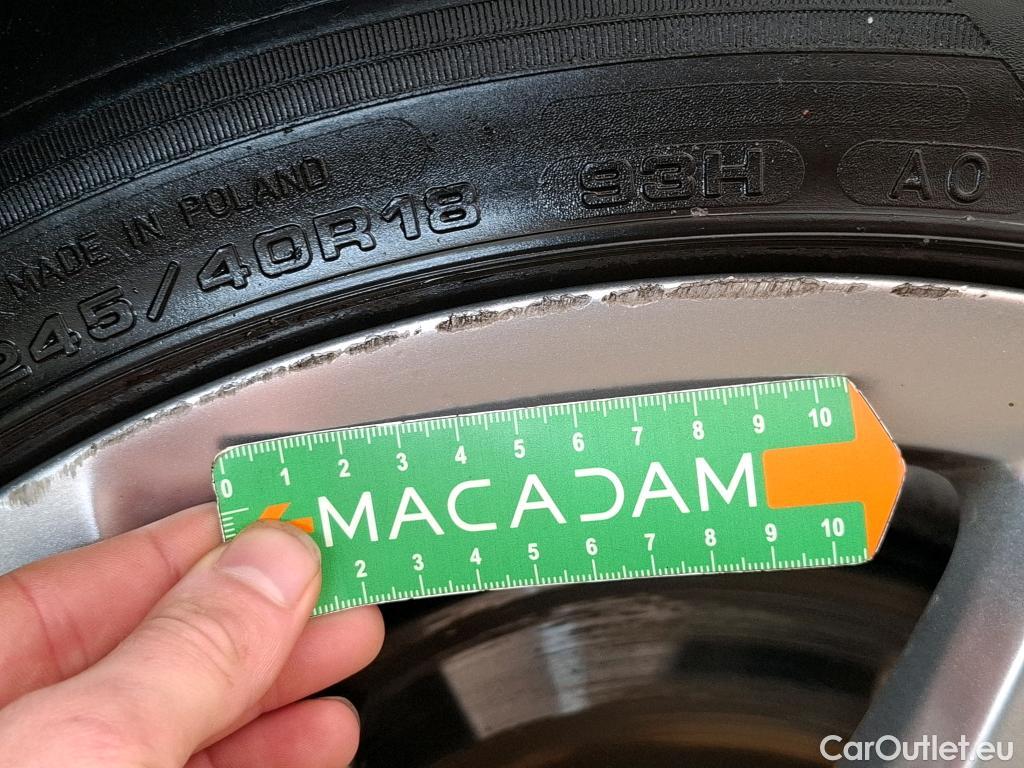 MADE IN POLAND
245/40R18 93H AO
0 1 2 3 4 5 6 7 8 9 10
MACADAM
2 3 4 5 6 7 8 9 10
CarOutlet.eu